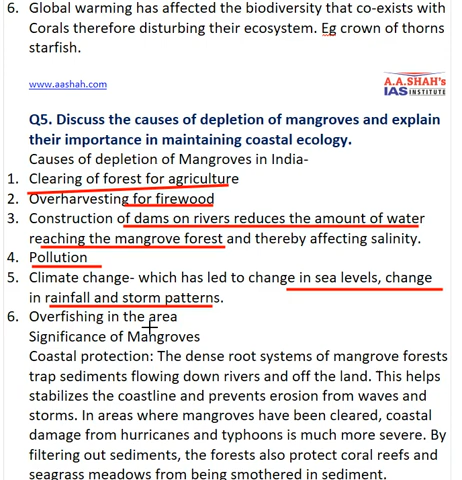 6. Global warming has affected the biodiversity that co-exists with
Corals therefore disturbing their ecosystem. Eg crown of thorns
starfish.
www.aashah.com
A.A.SHAH's
IAS INSTITUTE
Q5. Discuss the causes of depletion of mangroves and explain
their importance in maintaining coastal ecology.
Causes of depletion of Mangroves in India-
1. Clearing of forest for agriculture
2. Overharvesting for firewood
3. Construction of dams on rivers reduces the amount of water
reaching the mangrove forest and thereby affecting salinity.
4. Pollution
5. Climate change- which has led to change in sea levels, change
in rainfall and storm patterns.
6. Overfishing in the area
Significance of Mangroves
Coastal protection: The dense root systems of mangrove forests
trap sediments flowing down rivers and off the land. This helps
stabilizes the coastline and prevents erosion from waves and
storms. In areas where mangroves have been cleared, coastal
damage from hurricanes and typhoons is much more severe. By
filtering out sediments, the forests also protect coral reefs and
seagrass meadows from being smothered in sediment.